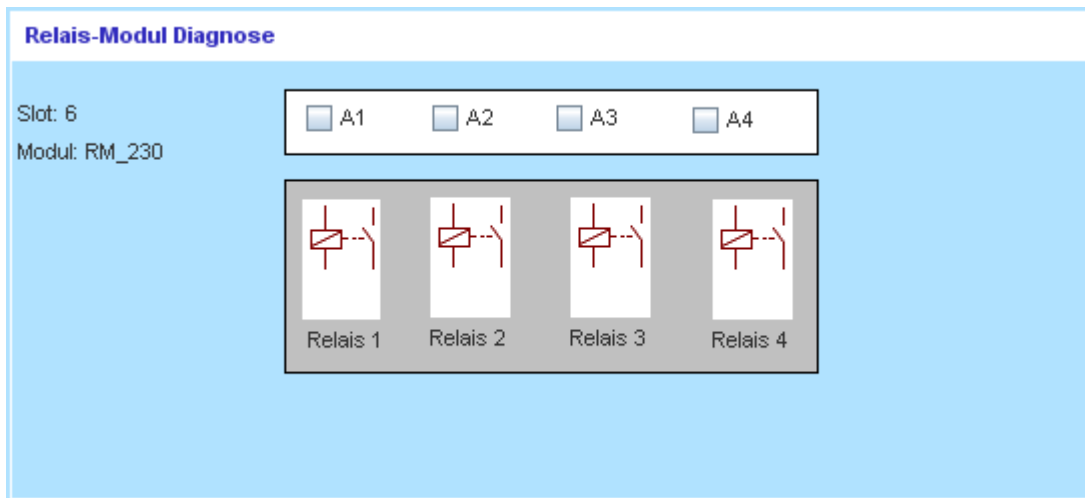 Relais-Modul Diagnose
Slot: 6
A1 A2 A3 A4
Modul: RM_230
Relais 1 Relais 2 Relais 3 Relais 4